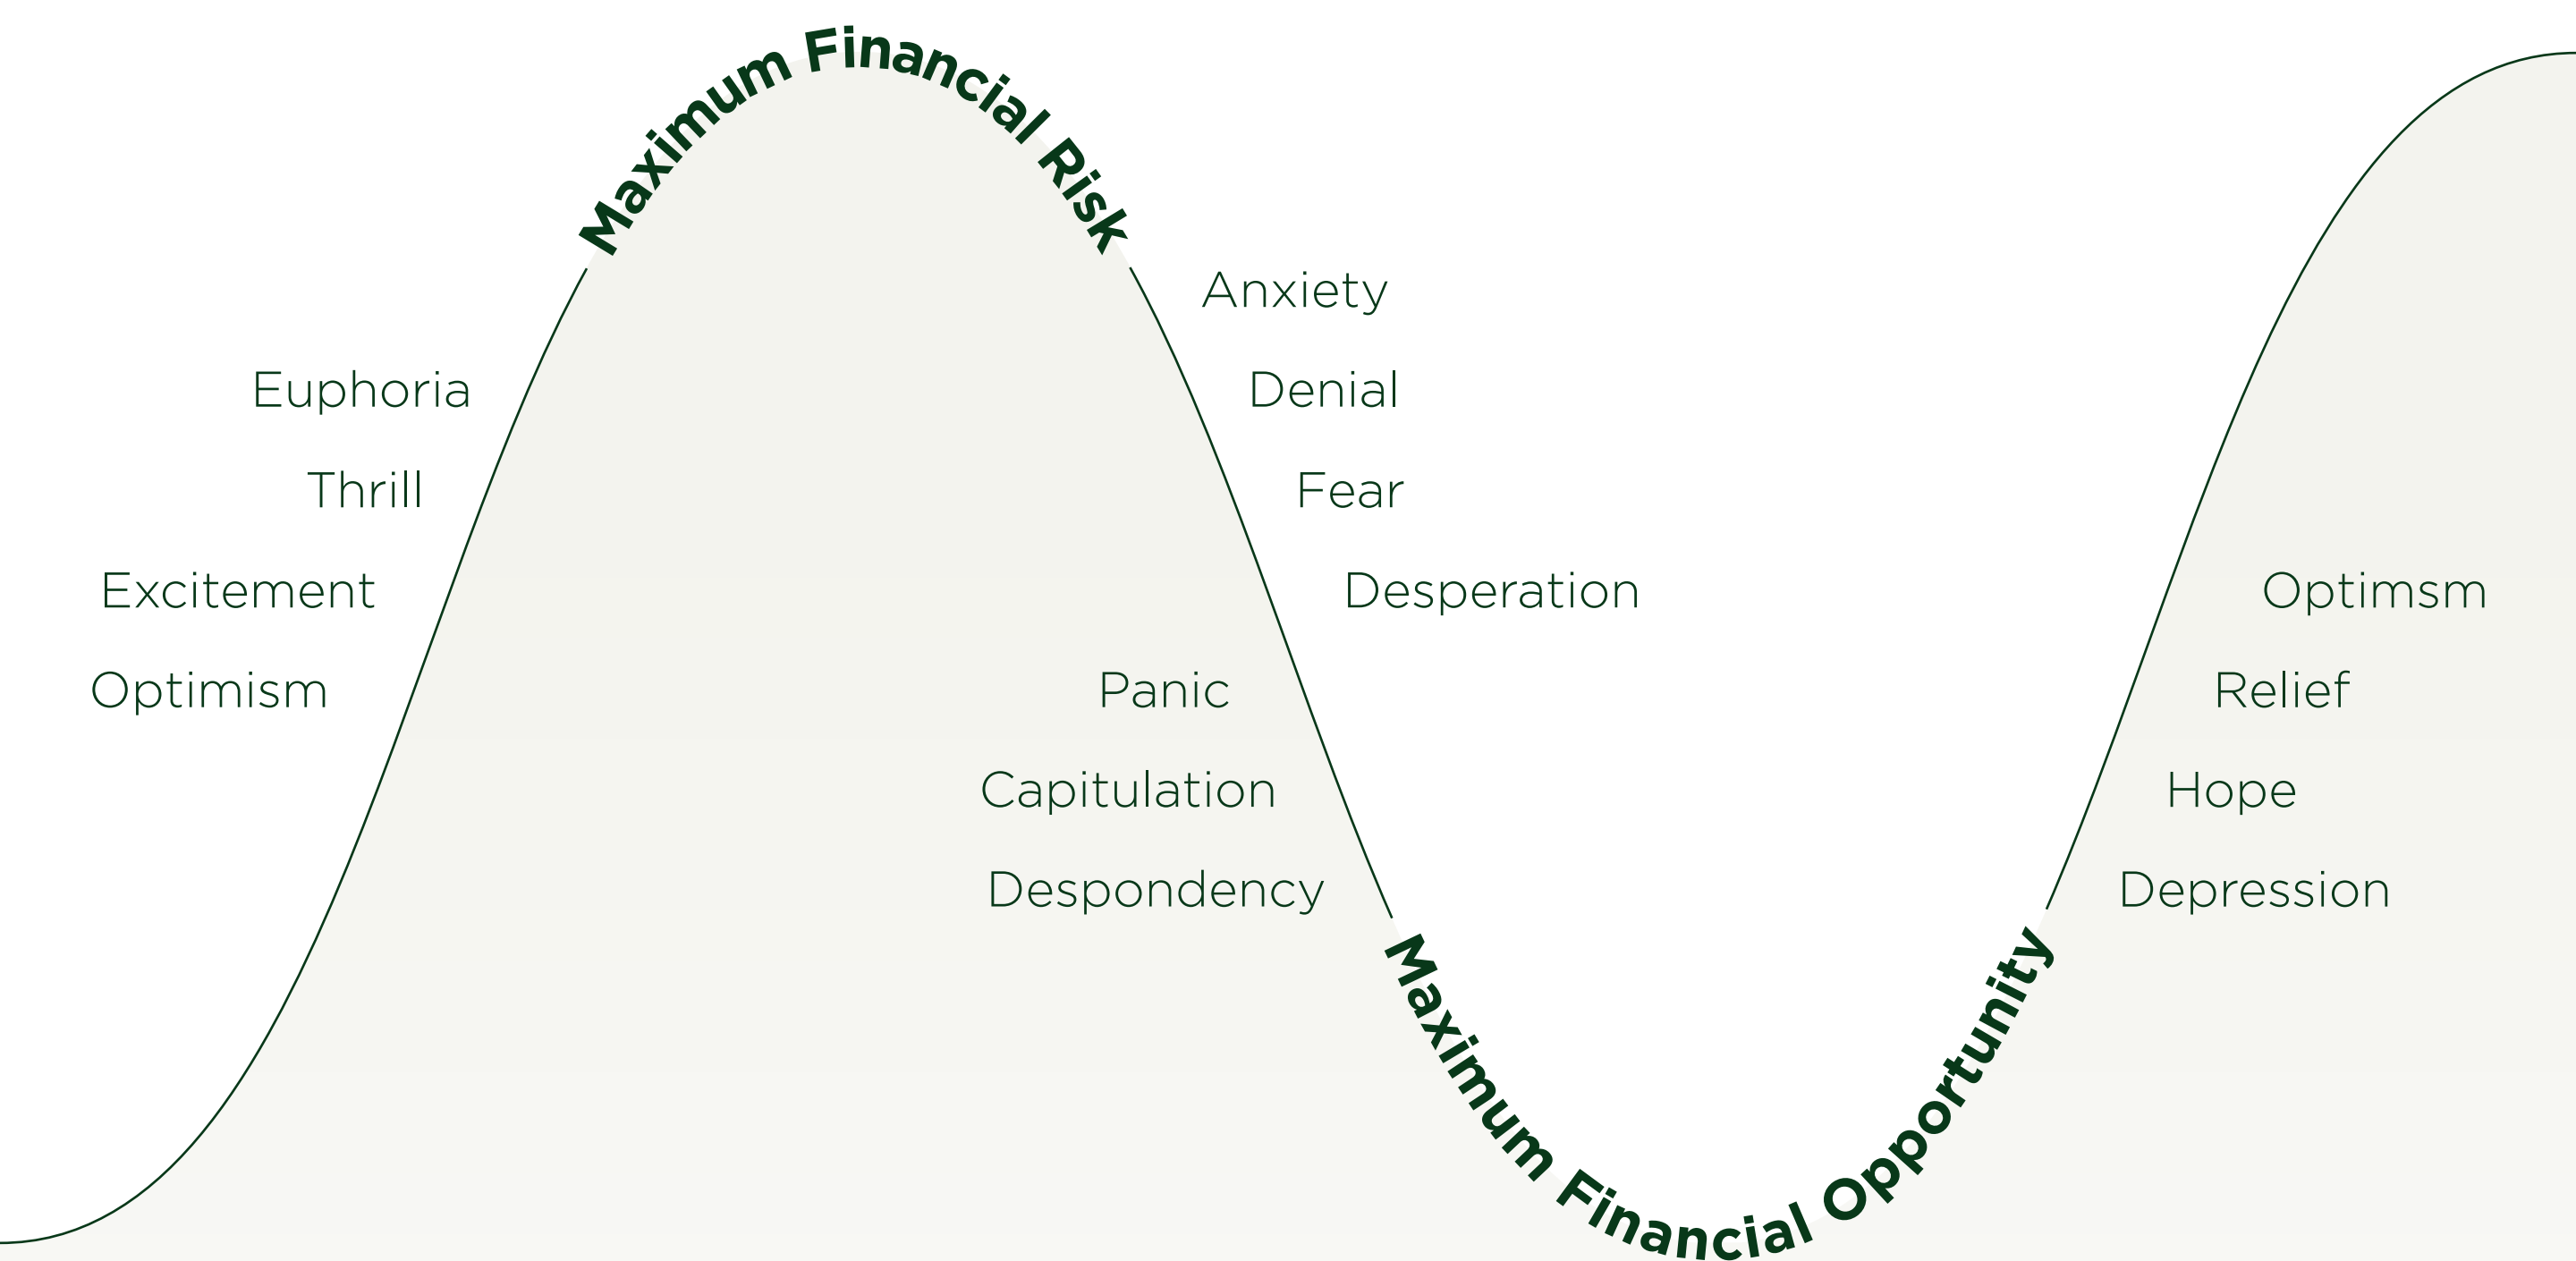 Maximum Financial Risk
Euphoria
Thrill
Excitement
Optimism
Anxiety
Denial
Fear
Desperation
Panic
Capitulation
Despondency
Maximum Financial Opportunity
Optimsm
Relief
Hope
Depression